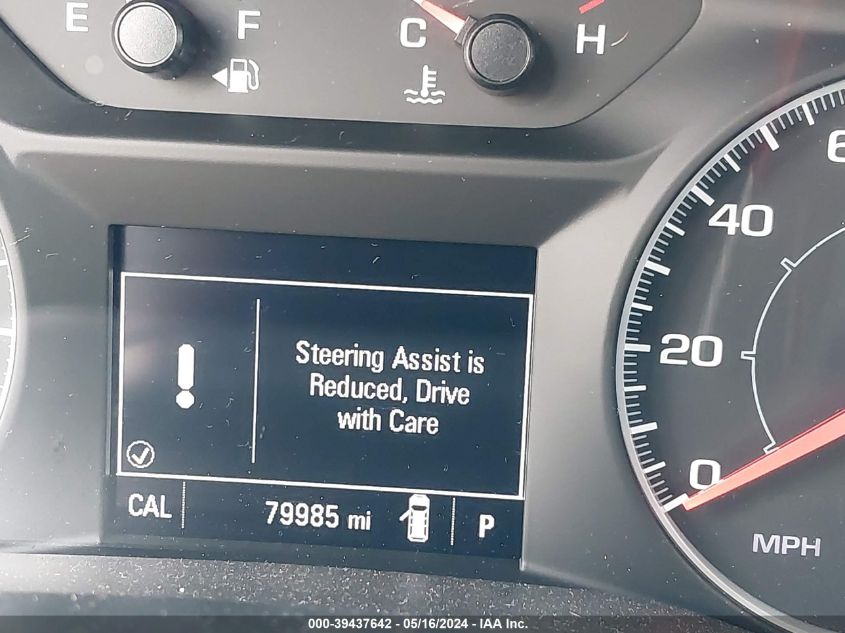 E F
C H
6
40
20
0
MPH
!
Steering Assist is
Reduced, Drive
with Care
CAL 79985 mi P
000-39437642 - 05/16/2024 - IAA Inc.